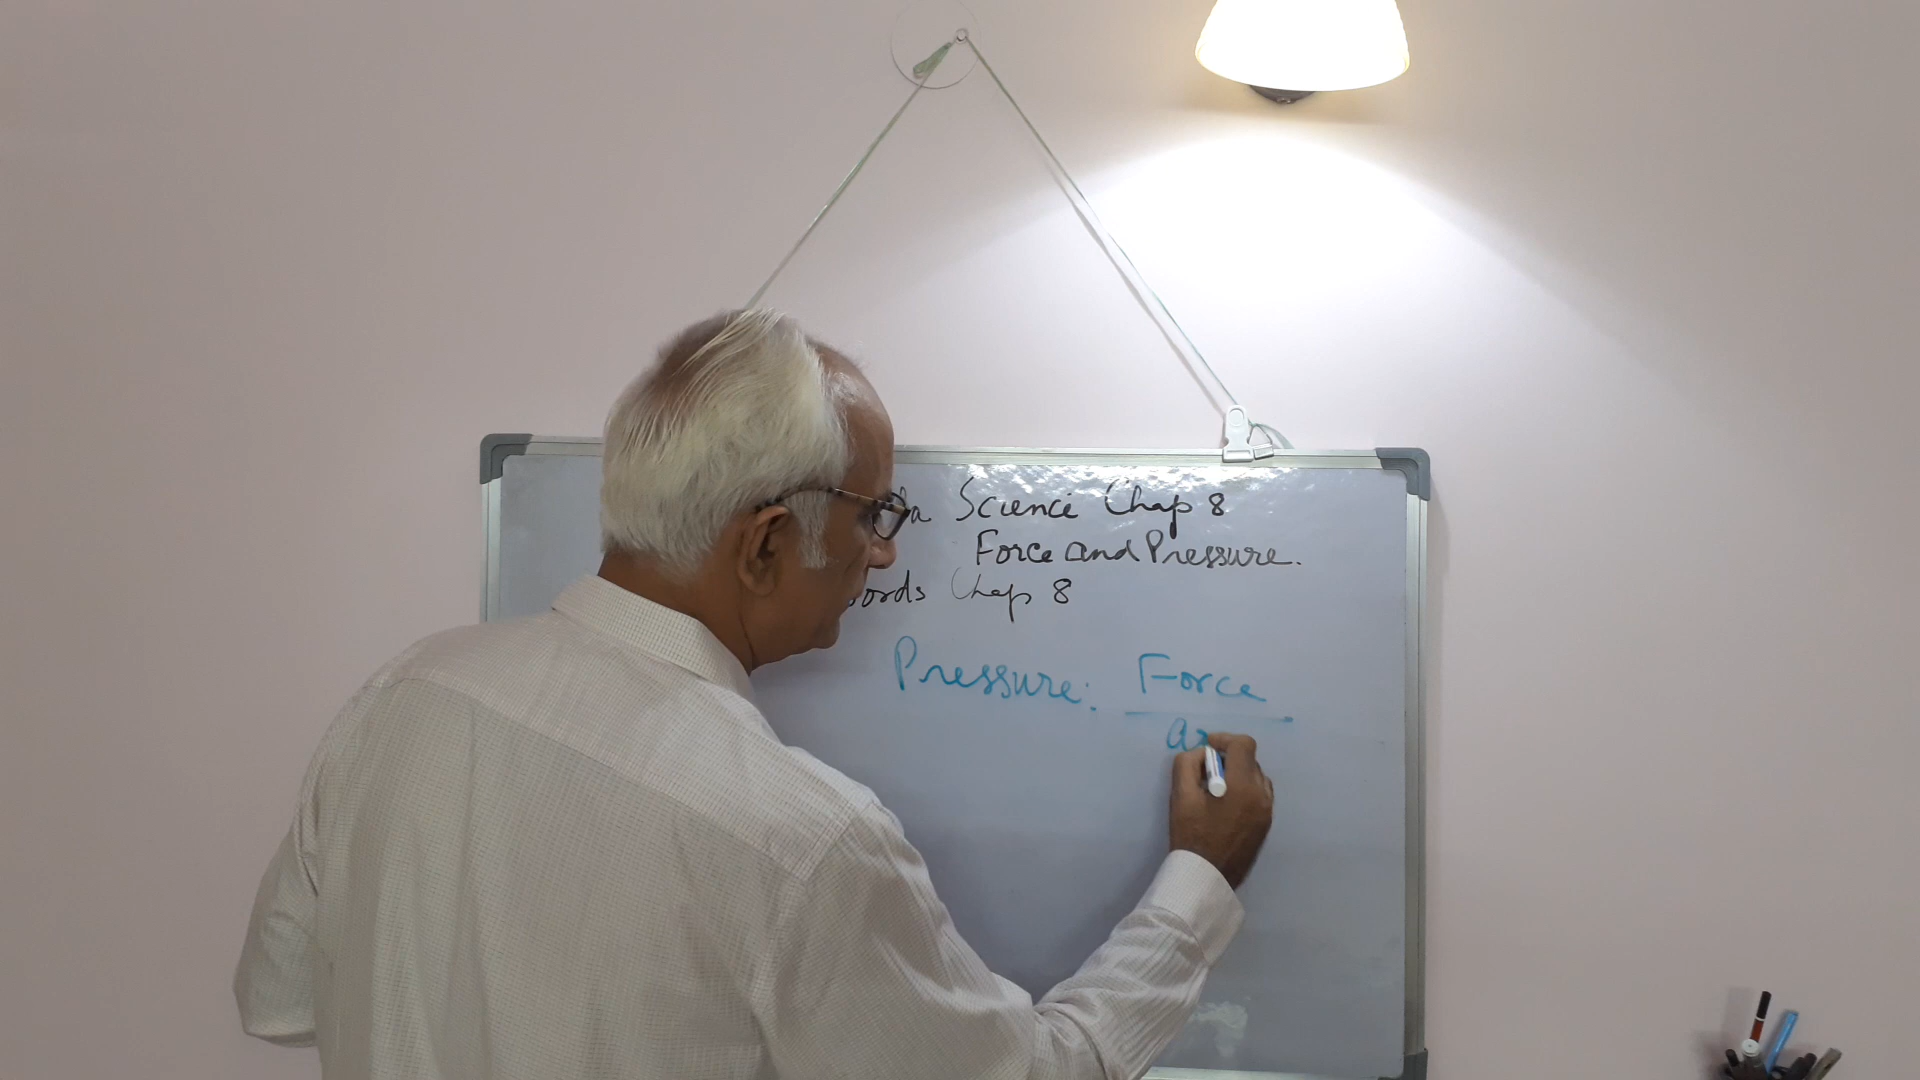 Science Chap 8
Force and Pressure.
Chap 8
Pressure: Force